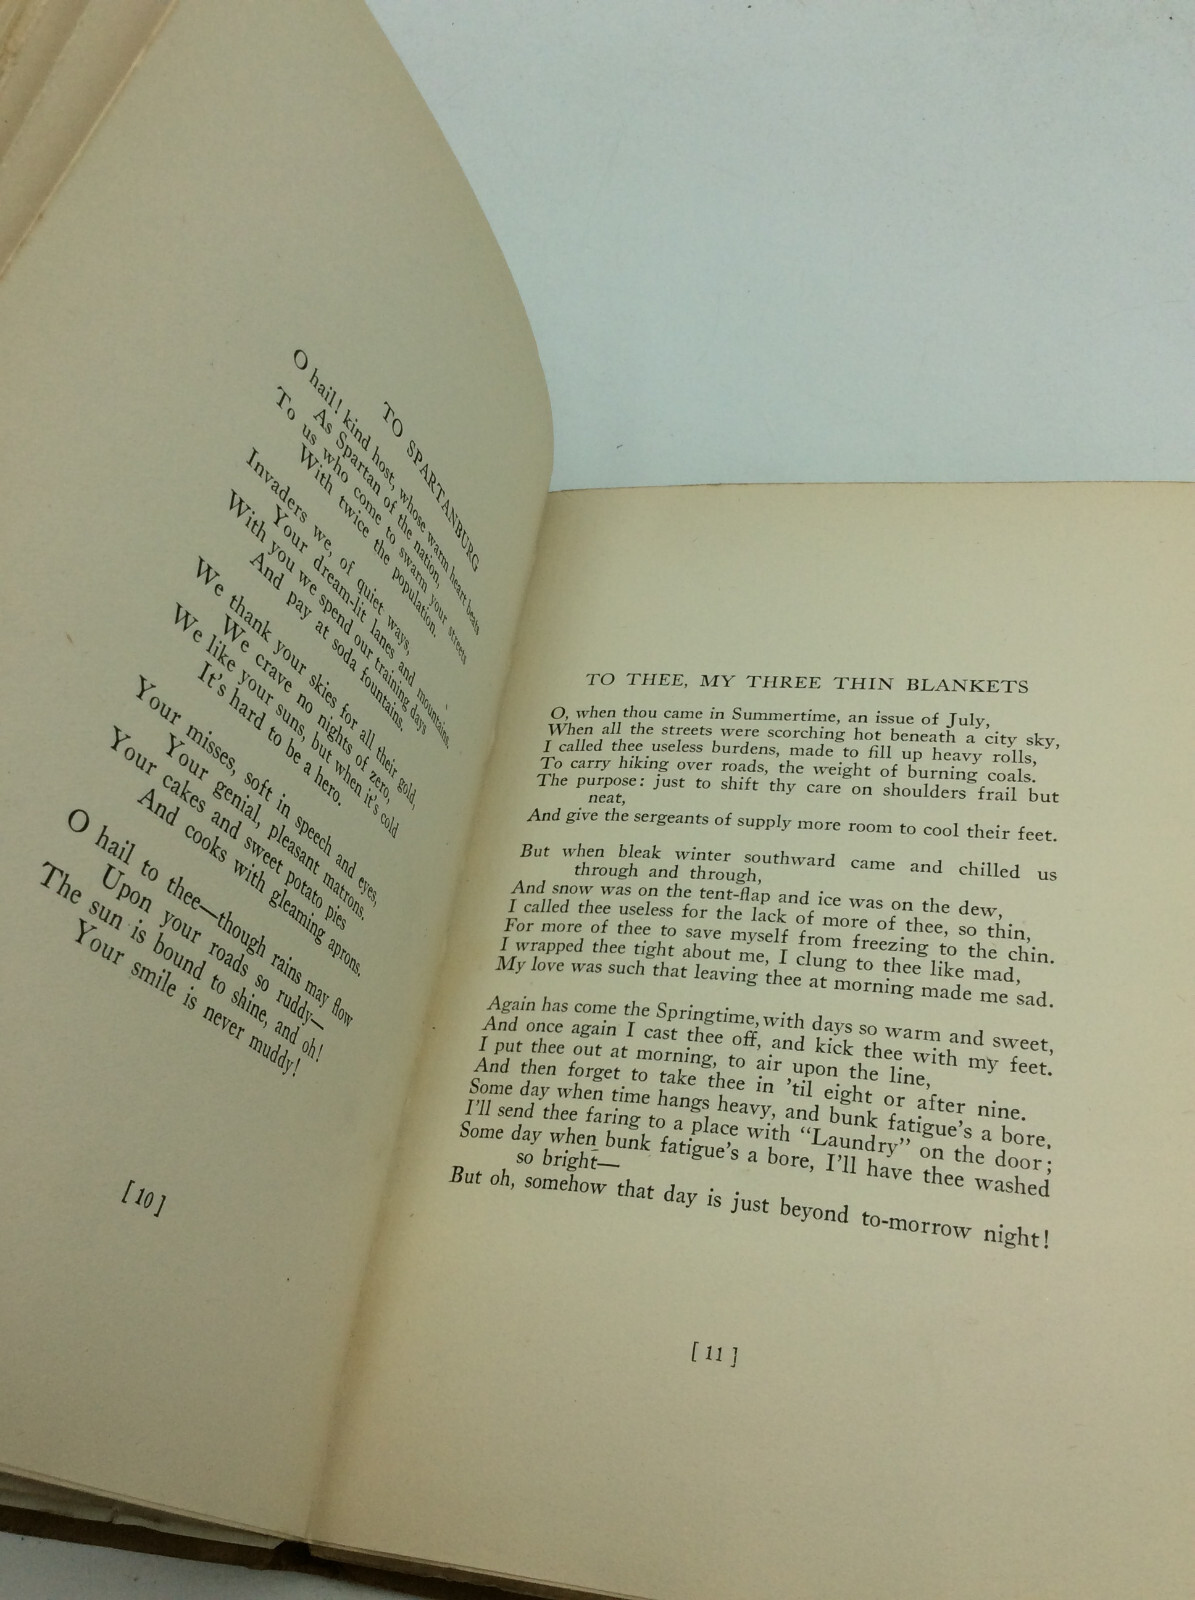 TO SPARTANBURG
O hail! kind host, whose warm heart beats
As Spartan of the nation,
To us who come to swarm your streets
With twice the population.
Invaders we, of quiet ways,
Your dream-lit lanes and mountains.
With you we spend our training days
And pay at soda fountains.
We thank your skies for all their gold,
We crave no nights of zero,
We like your suns, but when it's cold
It's hard to be a hero.
Your misses, soft in speech and eyes,
Your genial, pleasant matrons.
Your cakes and sweet potato pies
And cooks with gleaming aprons.
O hail to thee—though rains may flow
Upon your roads so ruddy—
The sun is bound to shine, and oh!
Your smile is never muddy!
[10]
TO THEE, MY THREE THIN BLANKETS
O, when thou came in Summertime, an issue of July,
When all the streets were scorching hot beneath a city sky,
I called thee useless burdens, made to fill up heavy rolls,
To carry hiking over roads, the weight of burning coals.
The purpose: just to shift thy care on shoulders frail but
neat,
And give the sergeants of supply more room to cool their feet.
But when bleak winter southward came and chilled us
through and through,
And snow was on the tent-flap and ice was on the dew,
I called thee useless for the lack of more of thee, so thin,
For more of thee to save myself from freezing to the chin.
I wrapped thee tight about me, I clung to thee like mad,
My love was such that leaving thee at morning made me sad.
Again has come the Springtime, with days so warm and sweet,
And once again I cast thee off, and kick thee with my feet.
I put thee out at morning, to air upon the line,
And then forget to take thee in 'til eight or after nine.
Some day when time hangs heavy, and bunk fatigue's a bore,
I'll send thee faring to a place with "Laundry" on the door;
Some day when bunk fatigue's a bore, I'll have thee washed
so bright—
But oh, somehow that day is just beyond to-morrow night!
[11]